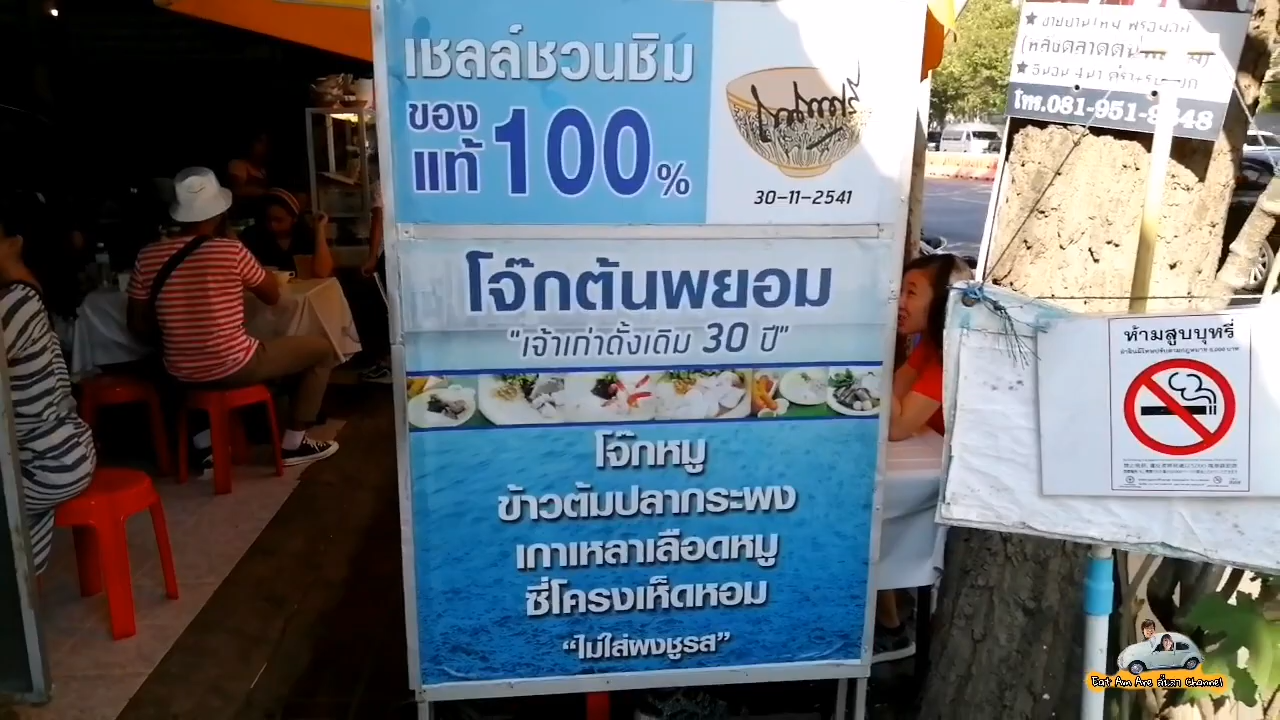 เชลล์ชวนชิม
ของ
แท้ 100%
30-11-2541
โจ๊กต้นพยอม
"เจ้าเก่าดั้งเดิม 30 ปี"
โจ๊กหมู
ข้าวต้มปลากระพง
เกาเหลาเลือดหมู
ซี่โครงเห็ดหอม
“ไม่ใส่ผงชูรส”
โทร.081-951-9848
ห้ามสูบบุหรี่
Eak Am Are
Channel